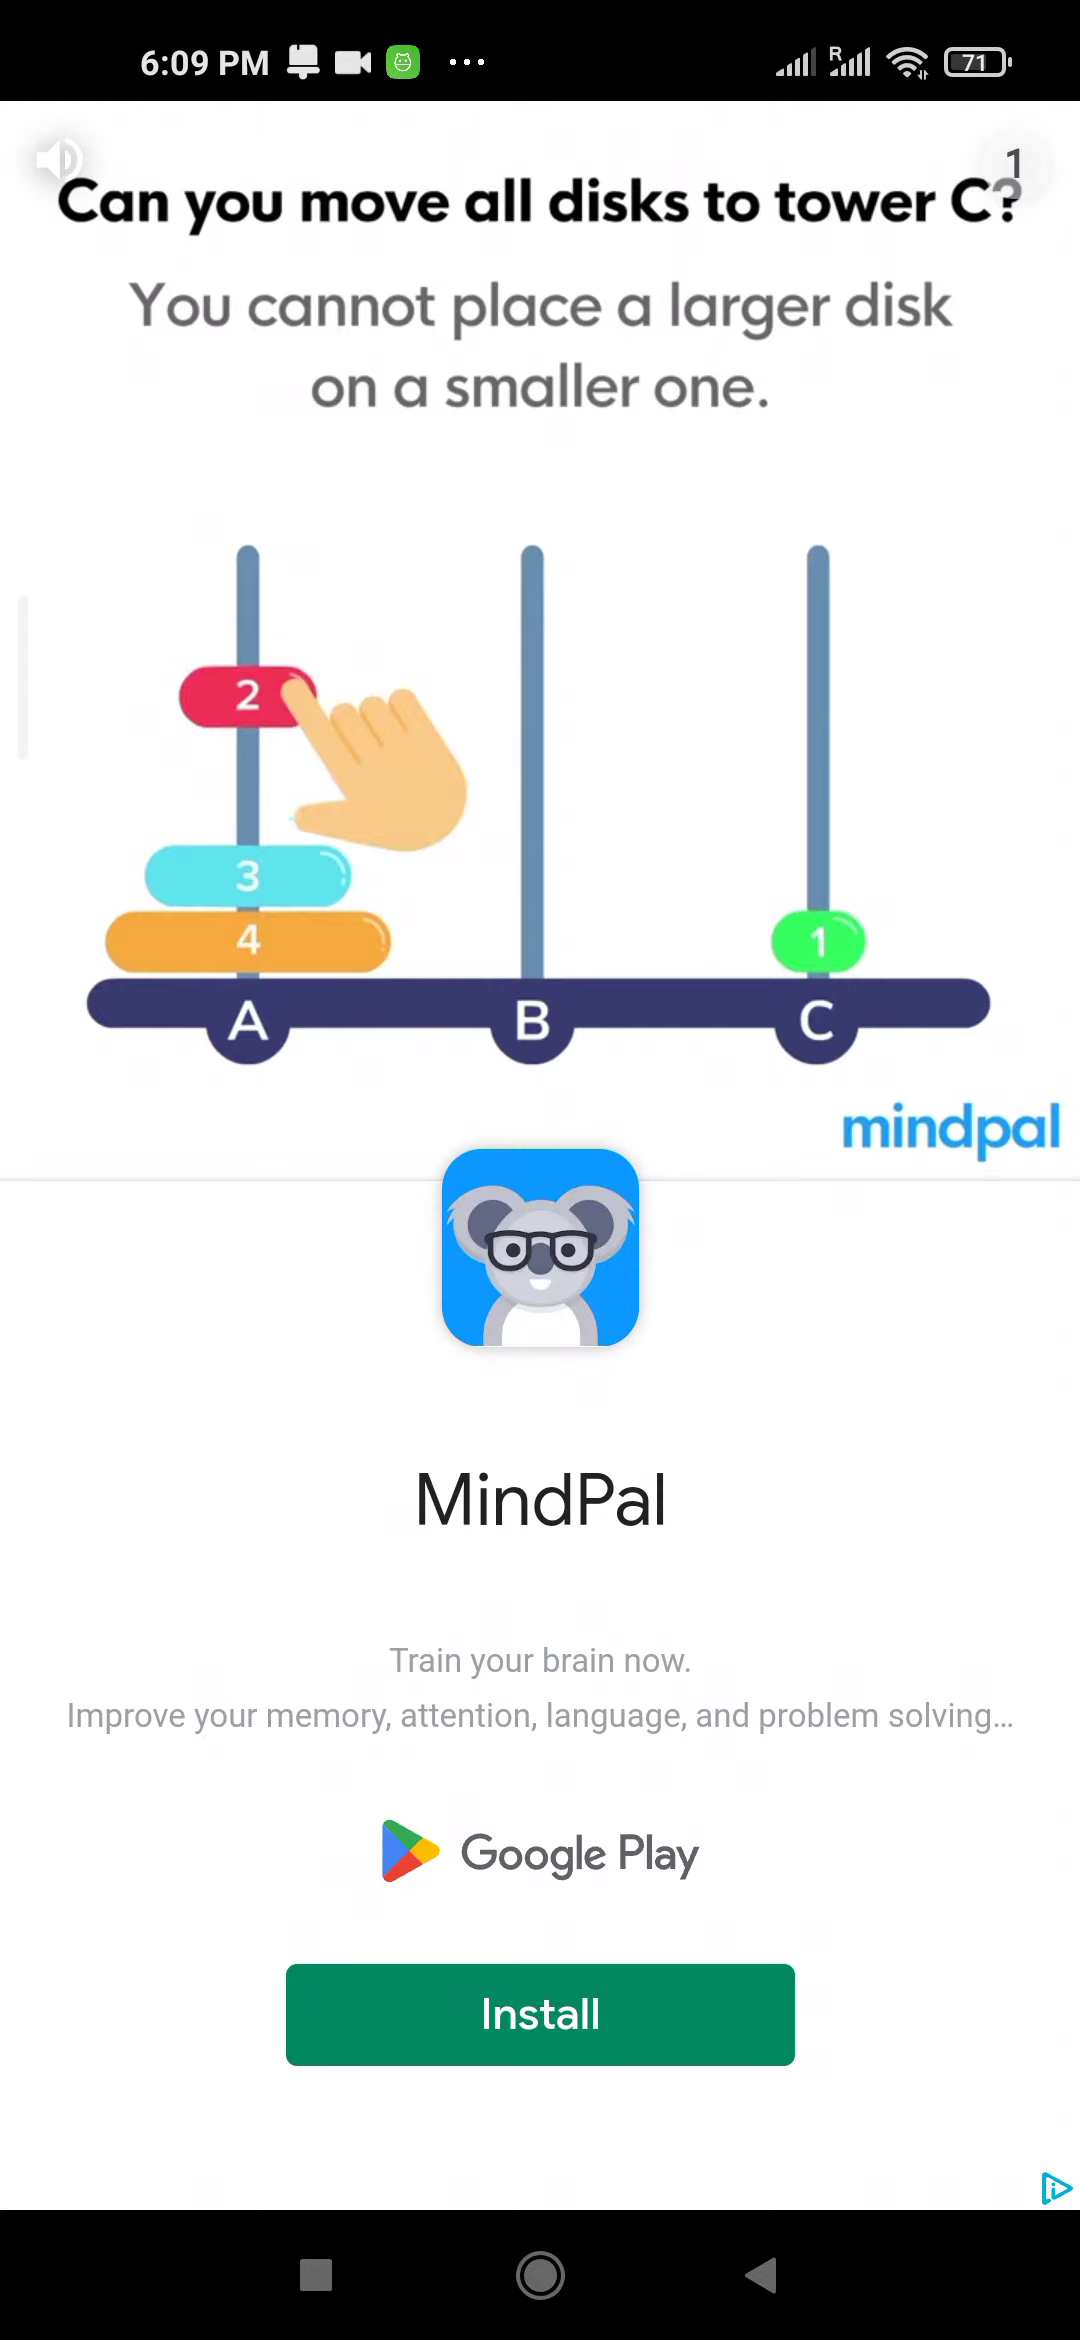 6:09 PM
R
71
1
Can you move all disks to tower C?
You cannot place a larger disk
on a smaller one.
2
3
4
1
A B C
mindpal
MindPal
Train your brain now.
Improve your memory, attention, language, and problem solving...
Google Play
Install